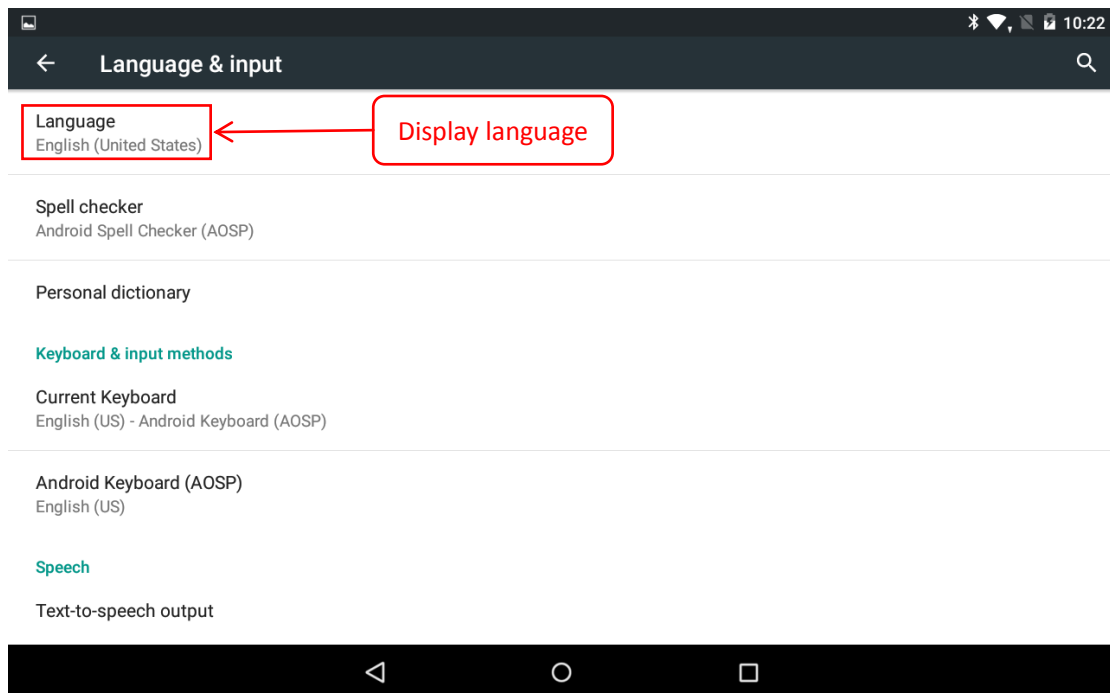 10:22
Language & input
Language
English (United States)
Display language
Spell checker
Android Spell Checker (AOSP)
Personal dictionary
Keyboard & input methods
Current Keyboard
English (US) - Android Keyboard (AOSP)
Android Keyboard (AOSP)
English (US)
Speech
Text-to-speech output